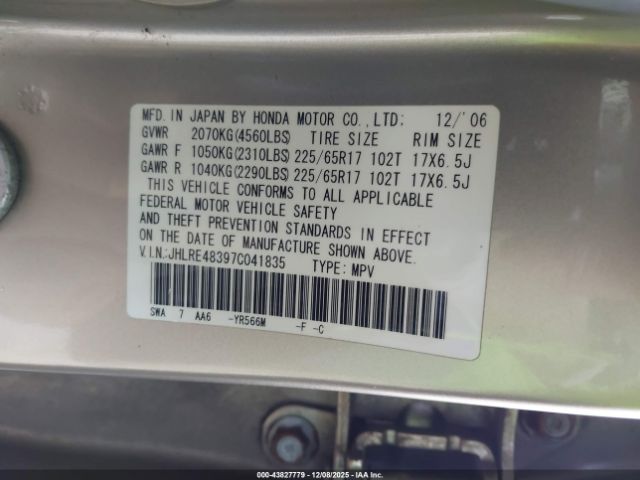 MFD. IN JAPAN BY HONDA MOTOR CO.,LTD: 12/'06
GVWR 2070KG(4560LBS) TIRE SIZE RIM SIZE
GAWR F 1050KG(2310LBS) 225/65R17 102T 17X6.5J
GAWR R 1040KG(2290LBS) 225/65R17 102T 17X6.5J
THIS VEHICLE CONFORMS TO ALL APPLICABLE
FEDERAL MOTOR VEHICLE SAFETY
AND THEFT PREVENTION STANDARDS IN EFFECT
ON THE DATE OF MANUFACTURE SHOWN ABOVE.
V.I.N:JHLRE48397C041835 TYPE: MPV
SWA 7 AA6 -YR566M -F -C
000-43827779 - 12/08/2025 - IAA Inc.